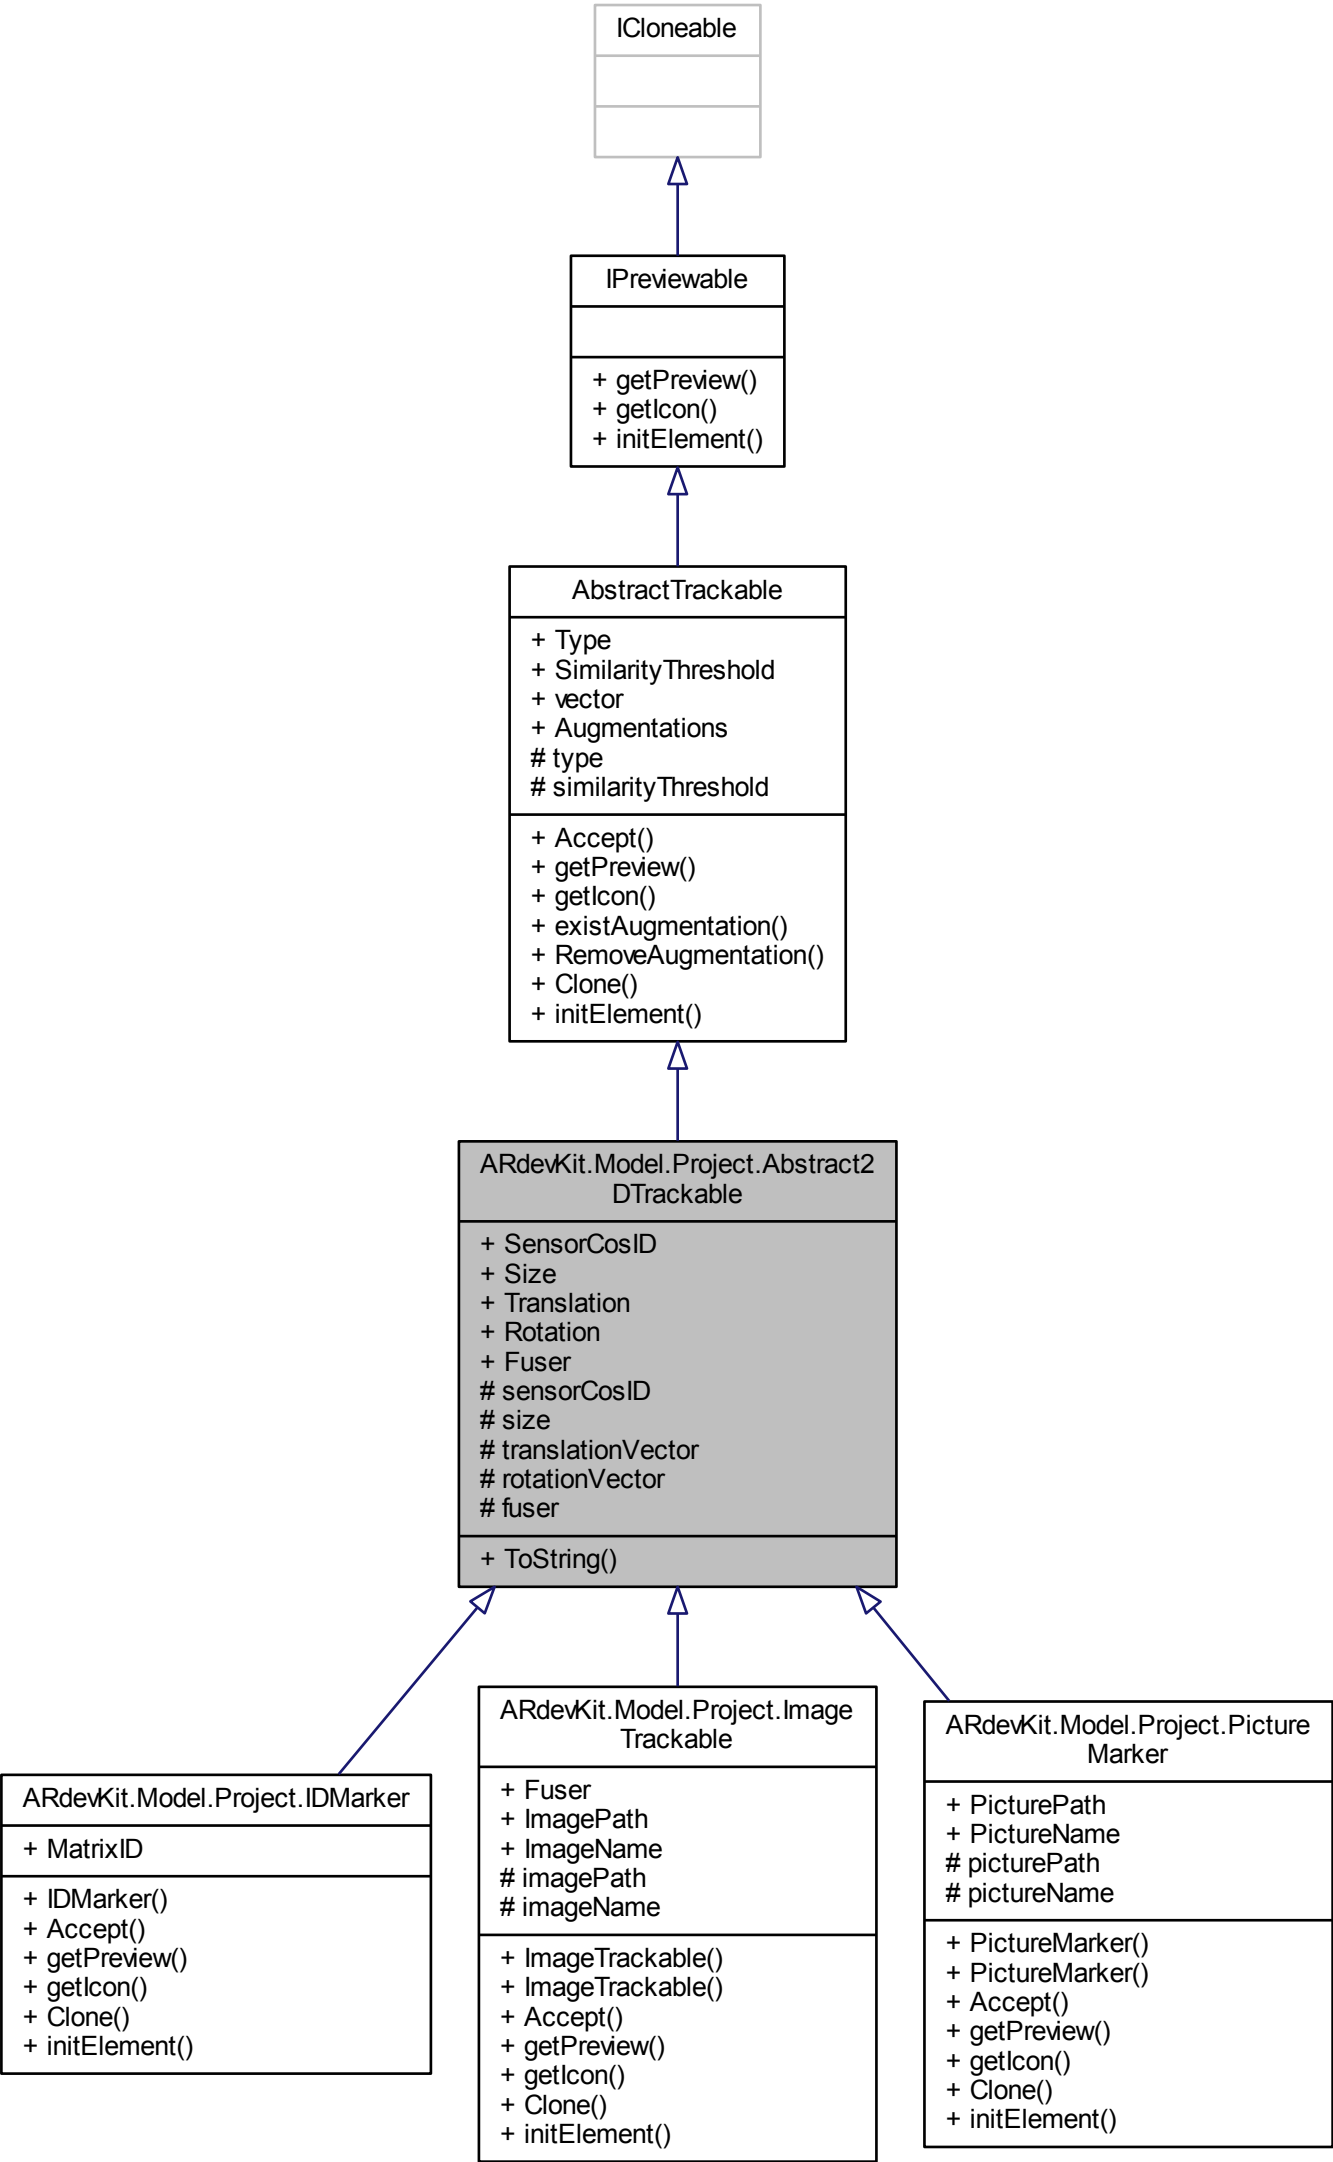 ICloneable
IPreviewable
+ getPreview()
+ getIcon()
+ initElement()
AbstractTrackable
+ Type
+ SimilarityThreshold
+ vector
+ Augmentations
# type
# similarityThreshold
+ Accept()
+ getPreview()
+ getIcon()
+ existAugmentation()
+ RemoveAugmentation()
+ Clone()
+ initElement()
ARdevKit.Model.Project.Abstract2
DTrackable
+ SensorCosID
+ Size
+ Translation
+ Rotation
+ Fuser
# sensorCosID
# size
# translationVector
# rotationVector
# fuser
+ ToString()
ARdevKit.Model.Project.IDMarker
+ MatrixID
+ IDMarker()
+ Accept()
+ getPreview()
+ getIcon()
+ Clone()
+ initElement()
ARdevKit.Model.Project.Image
Trackable
+ Fuser
+ ImagePath
+ ImageName
# imagePath
# imageName
+ ImageTrackable()
+ ImageTrackable()
+ Accept()
+ getPreview()
+ getIcon()
+ Clone()
+ initElement()
ARdevKit.Model.Project.Picture
Marker
+ PicturePath
+ PictureName
# picturePath
# pictureName
+ PictureMarker()
+ PictureMarker()
+ Accept()
+ getPreview()
+ getIcon()
+ Clone()
+ initElement()